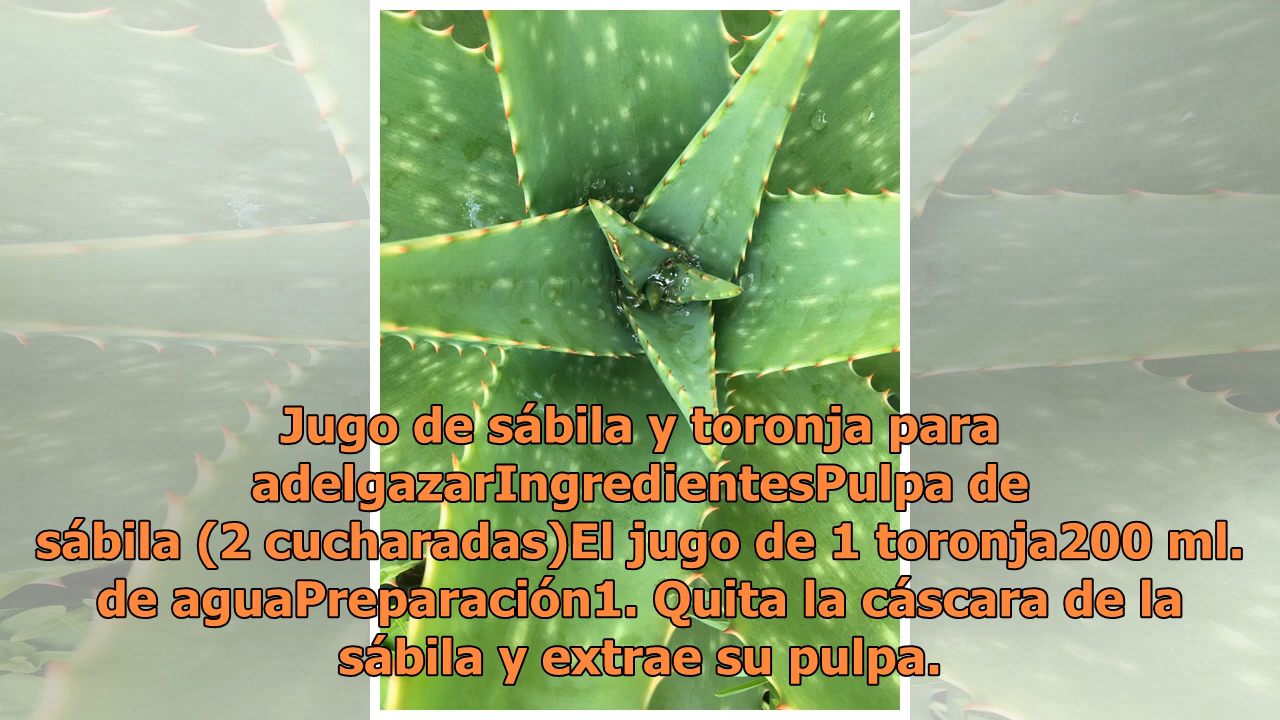 Jugo de sábila y toronja para
adelgazarIngredientesPulpa de
sábila (2 cucharadas)El jugo de 1 toronja200 ml.
de aguaPreparación1. Quita la cáscara de la
sábila y extrae su pulpa.